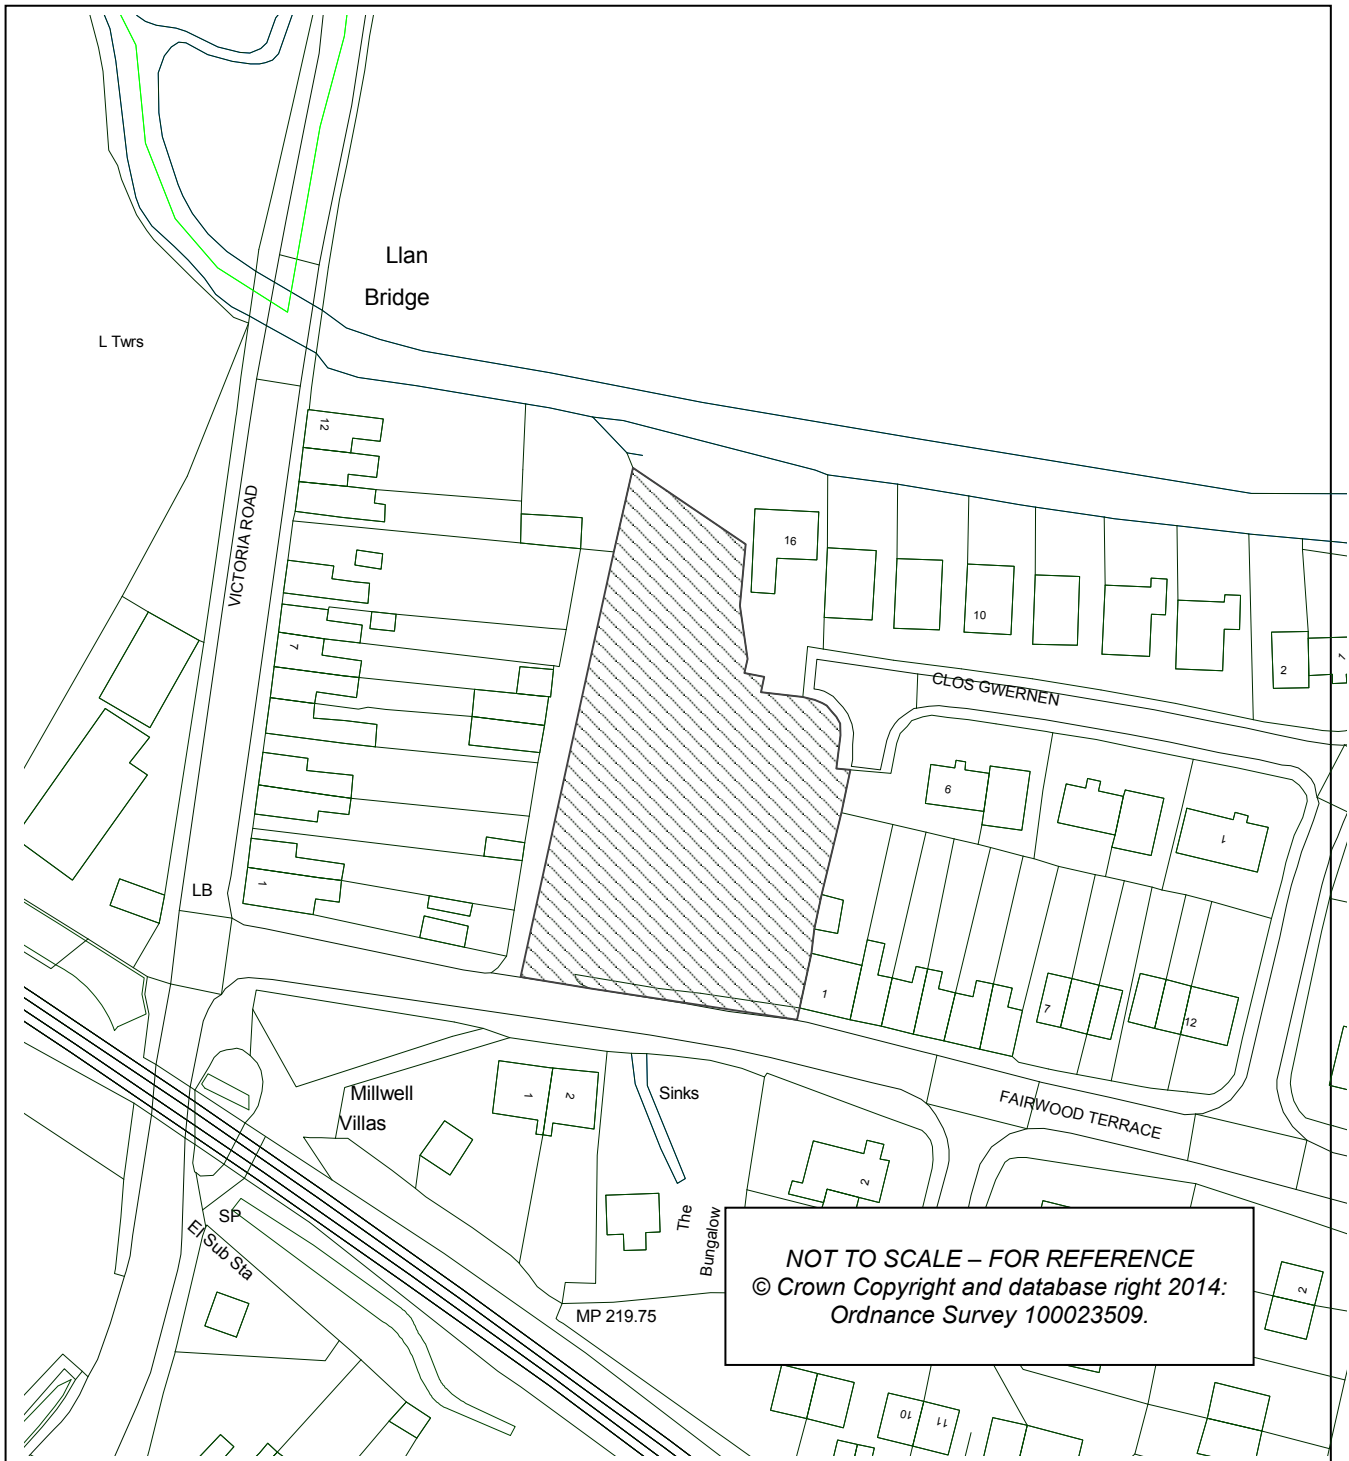 Llan
Bridge
L Twrs
12
VICTORIA ROAD
16
10
7
2
1
CLOS GWERNEN
6
1
LB
1
1
7
12
Millwell
Villas
1
2
Sinks
FAIRWOOD TERRACE
2
The
Bungalow
SP
El Sub Sta
MP 219.75
NOT TO SCALE – FOR REFERENCE
© Crown Copyright and database right 2014:
Ordnance Survey 100023509.
2
10
11